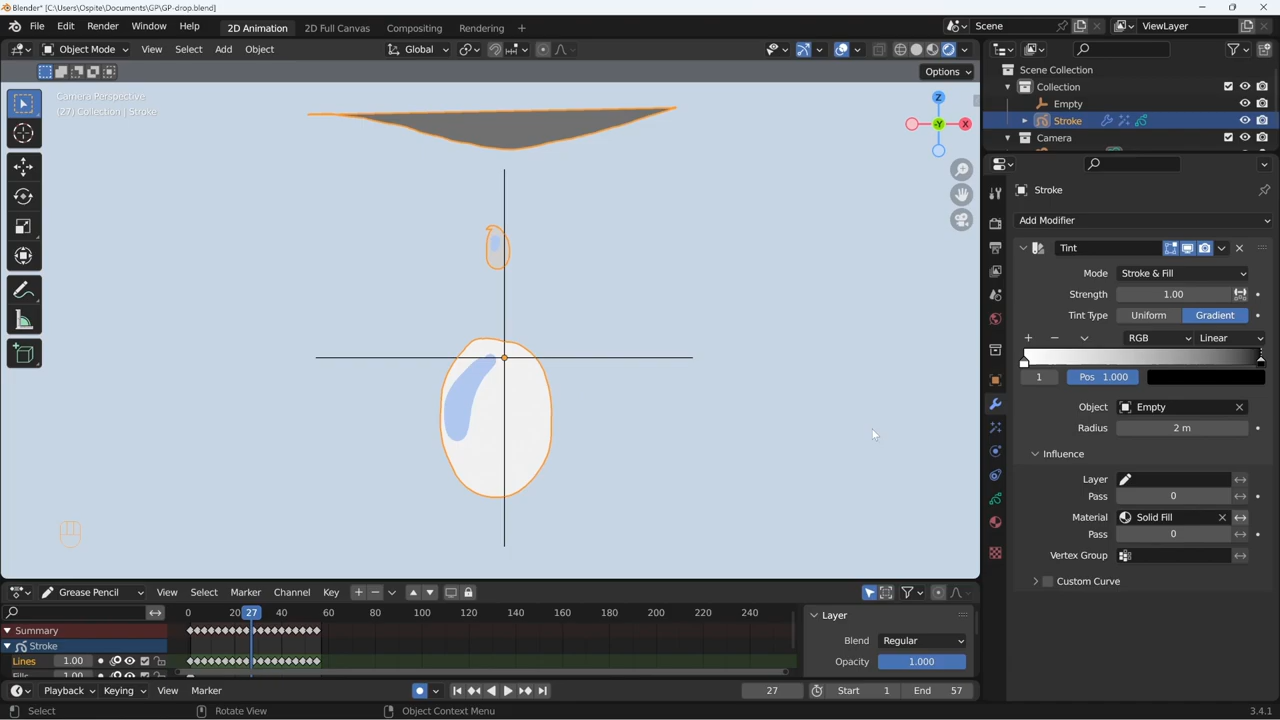 Blender* [C:\Users\Ospite\Documents\GP\GP-drop.blend]
File Edit Render Window Help 2D Animation 2D Full Canvas Compositing Rendering + Scene ViewLayer
Object Mode View Select Add Object Global
Options
Camera Perspective
(27) Collection | Stroke
Z
X
-Y
Scene Collection
Collection
Empty
Stroke
Camera
Stroke
Add Modifier
Tint
Mode Stroke & Fill
Strength 1.00
Tint Type Uniform Gradient
RGB Linear
1 Pos 1.000
Object Empty
Radius 2 m
Influence
Layer
Pass 0
Material Solid Fill
Pass 0
Vertex Group
Custom Curve
Grease Pencil View Select Marker Channel Key
0 20 27 40 60 80 100 120 140 160 180 200 220 240
Summary
Stroke
Lines 1.00
Fills 1.00
Layer
Blend Regular
Opacity 1.000
Playback Keying View Marker 27 Start 1 End 57
Select Rotate View Object Context Menu 3.4.1